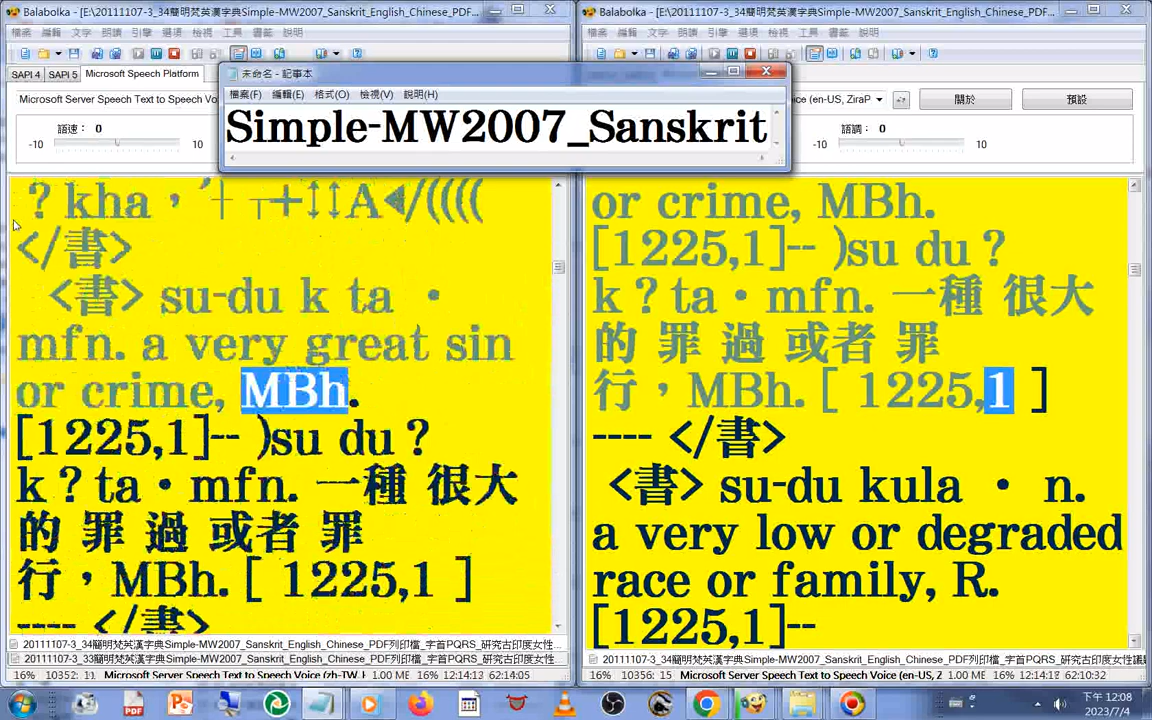 Balabolka - [E:\20111107-3_34簡明梵英漢字典Simple-MW2007_Sanskrit_English_Chinese_PDF...
檔案 編輯 文字 朗讀 引擎 選項 檢視 工具 書籤 說明
SAPI 4 SAPI 5 Microsoft Speech Platform
Microsoft Server Speech Text to Speech Vo
語速： 0
-10 10
? kha，
</書>
<書> su-du k ta ·
mfn. a very great sin
or crime, MBh.
[1225,1]-- )su du ?
k ? ta · mfn. 一種 很大
的 罪 過 或者 罪
行，MBh. [ 1225,1 ]
---- </書>
20111107-3_34簡明梵英漢字典Simple-MW2007_Sanskrit_English_Chinese_PDF列印檔_字首PQRS_研究古印度女性...
20111107-3_33簡明梵英漢字典Simple-MW2007_Sanskrit_English_Chinese_PDF列印檔_字首PQRS_研究古印度女性...
16% 10352: 11 Microsoft Server Speech Text to Speech Voice (zh-TW, 1.00 MB 12:14:13 62:14:05
未命名 - 記事本
檔案(F) 編輯(E) 格式(O) 檢視(V) 說明(H)
Simple-MW2007_Sanskrit
Balabolka - [E:\20111107-3_34簡明梵英漢字典Simple-MW2007_Sanskrit_English_Chinese_PDF...
檔案 編輯 文字 朗讀 引擎 選項 檢視 工具 書籤 說明
ice (en-US, ZiraP 關於 預設
語調： 0
-10 10
or crime, MBh.
[1225,1]-- )su du ?
k ? ta · mfn. 一種 很大
的 罪 過 或者 罪
行，MBh. [ 1225,1 ]
---- </書>
<書> su-du kula · n.
a very low or degraded
race or family, R.
[1225,1]--
20111107-3_34簡明梵英漢字典Simple-MW2007_Sanskrit_English_Chinese_PDF列印檔_字首PQRS_研究古印度女性議
16% 10356: 15 Microsoft Server Speech Text to Speech Voice (en-US, Z 1.00 MB 12:14:18 62:10:32
下午 12:08
2023/7/4